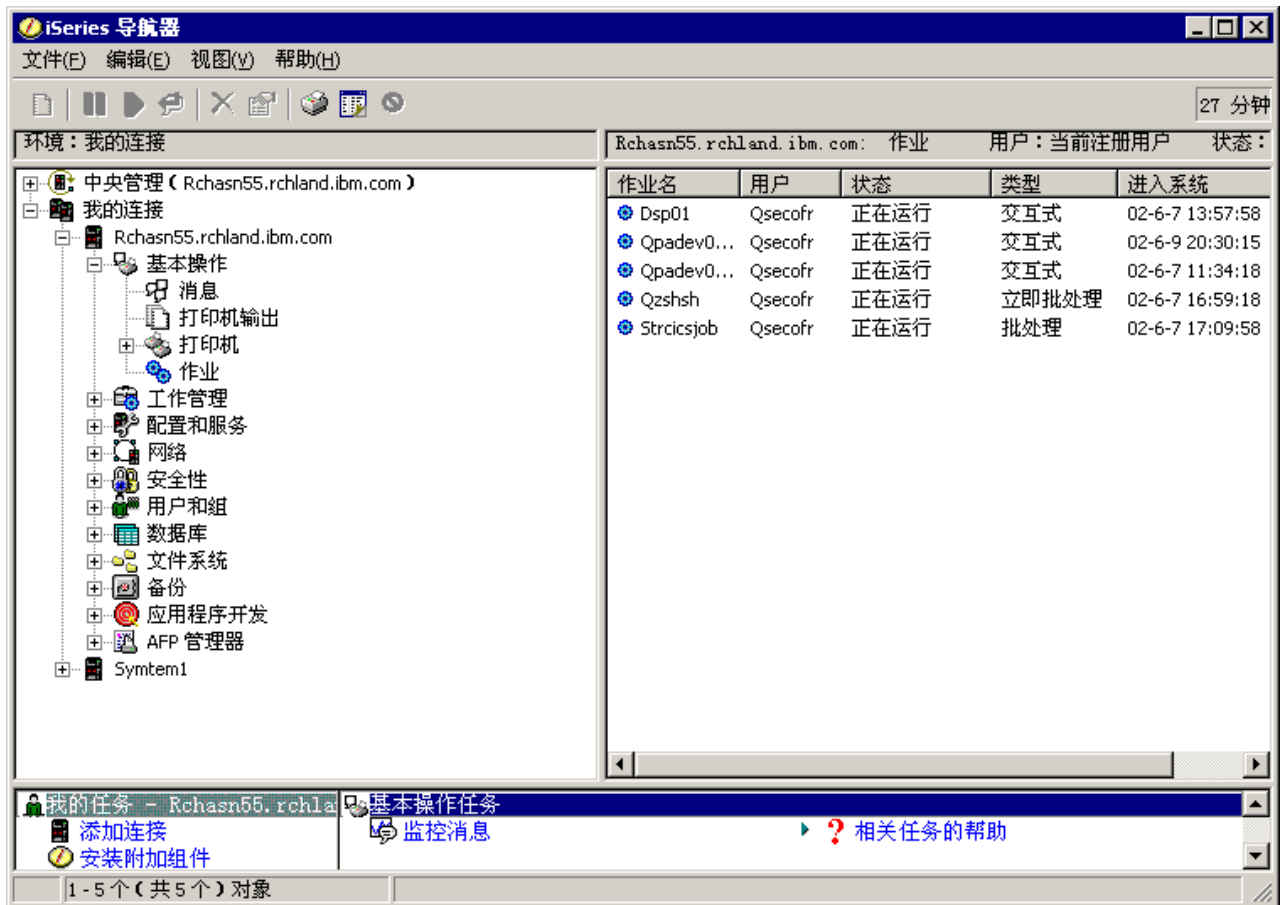 iSeries 导航器
文件(F) 编辑(E) 视图(V) 帮助(H)
27 分钟
环境：我的连接
Rchasn55.rchland.ibm.com: 作业 用户：当前注册用户 状态：
中央管理（Rchasn55.rchland.ibm.com）
我的连接
Rchasn55.rchland.ibm.com
基本操作
消息
打印机输出
打印机
作业
工作管理
配置和服务
网络
安全性
用户和组
数据库
文件系统
备份
应用程序开发
AFP 管理器
Symtem1
作业名 用户 状态 类型 进入系统
Dsp01 Qsecofr 正在运行 交互式 02-6-7 13:57:58
Qpadev0... Qsecofr 正在运行 交互式 02-6-9 20:30:15
Qpadev0... Qsecofr 正在运行 交互式 02-6-7 11:34:18
Qzshsh Qsecofr 正在运行 立即批处理 02-6-7 16:59:18
Strcicsjob Qsecofr 正在运行 批处理 02-6-7 17:09:58
我的任务 - Rchasn55.rchla
添加连接
安装附加组件
基本操作任务
监控消息
相关任务的帮助
1 - 5 个（共 5 个）对象